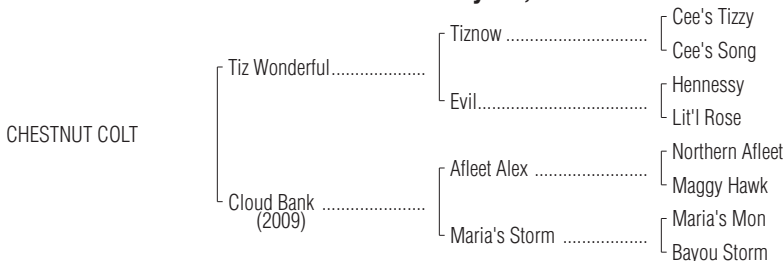 Cee's Tizzy
Tiznow ..............................
Cee's Song
Tiz Wonderful....................
Hennessy
Evil....................................
Lit'l Rose
CHESTNUT COLT
Northern Afleet
Afleet Alex ........................
Maggy Hawk
Cloud Bank ......................
(2009)
Maria's Mon
Maria's Storm ..................
Bayou Storm